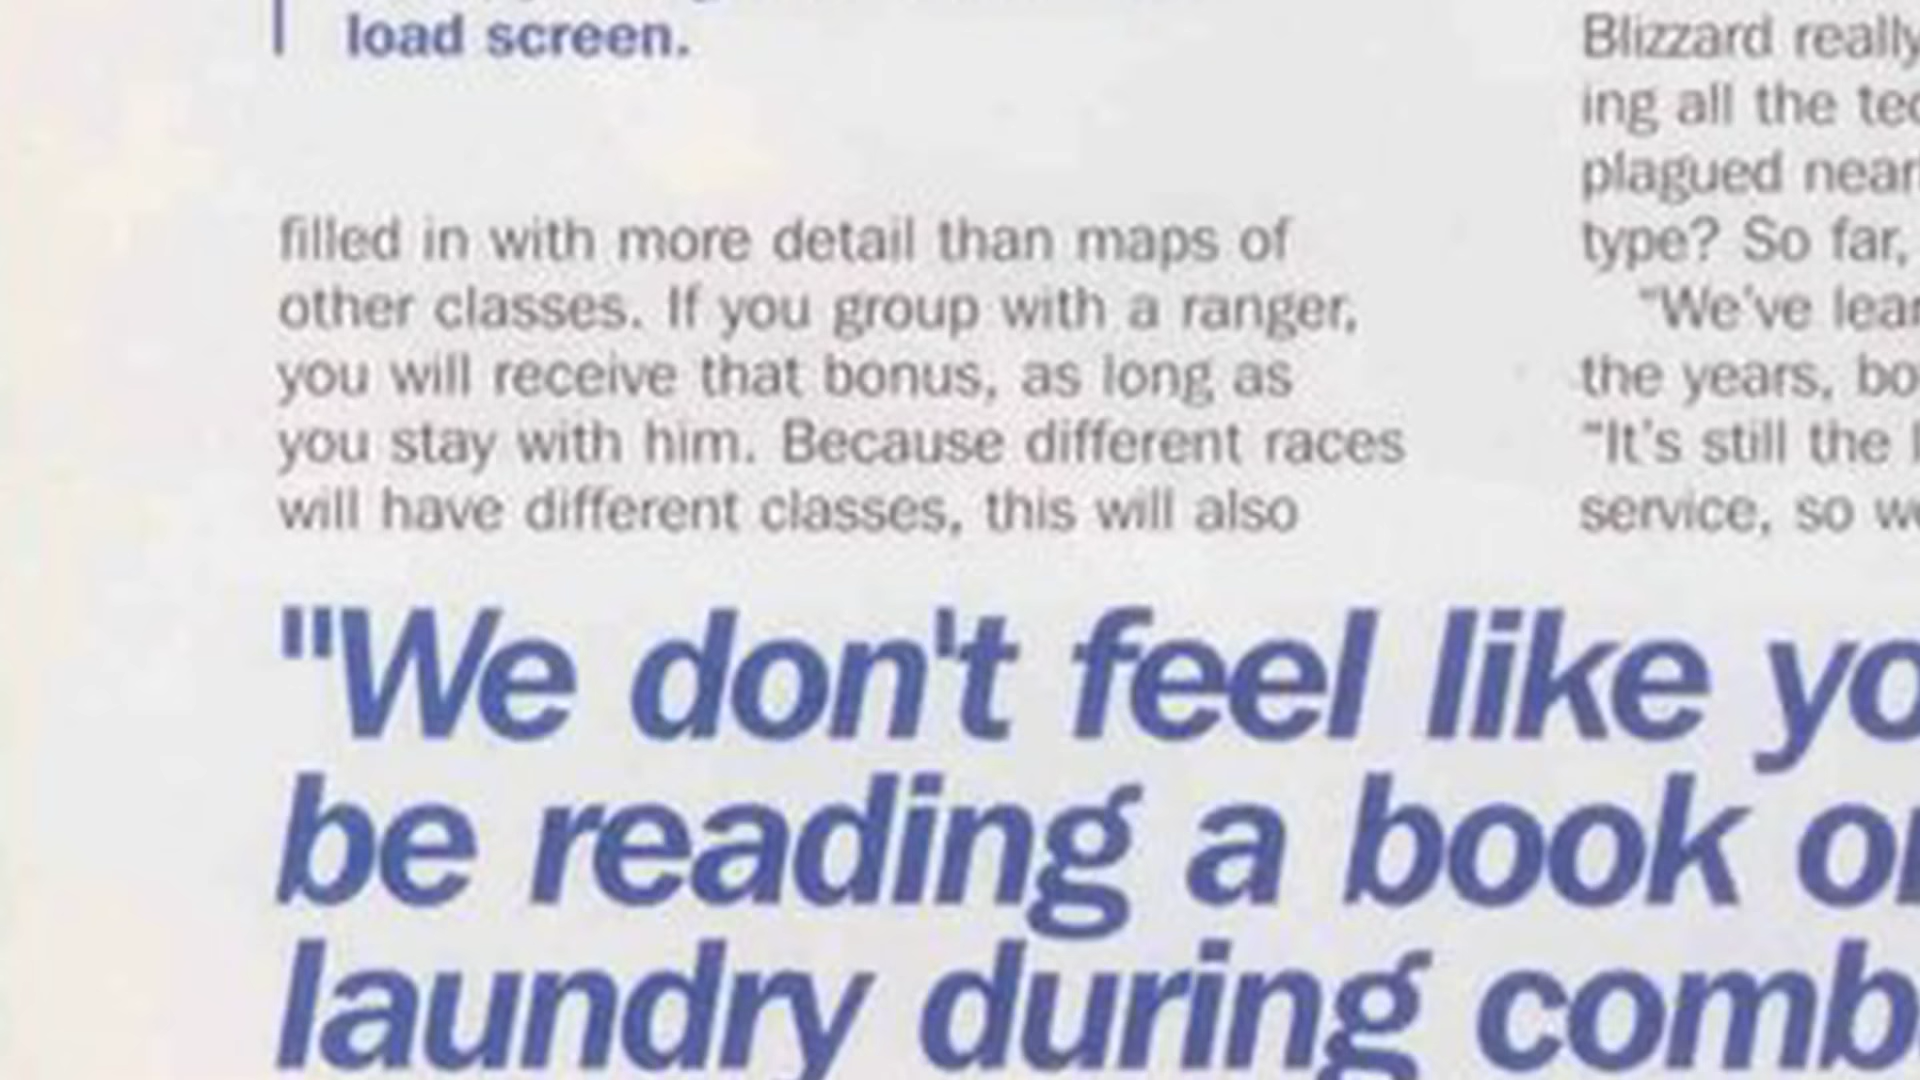 load screen.
filled in with more detail than maps of
other classes. If you group with a ranger,
you will receive that bonus, as long as
you stay with him. Because different races
will have different classes, this will also
Blizzard really
ing all the
plagued
type? So far,
“We’ve
the years,
“It’s still the
service, so
"We don't feel like
be reading a book
laundry during